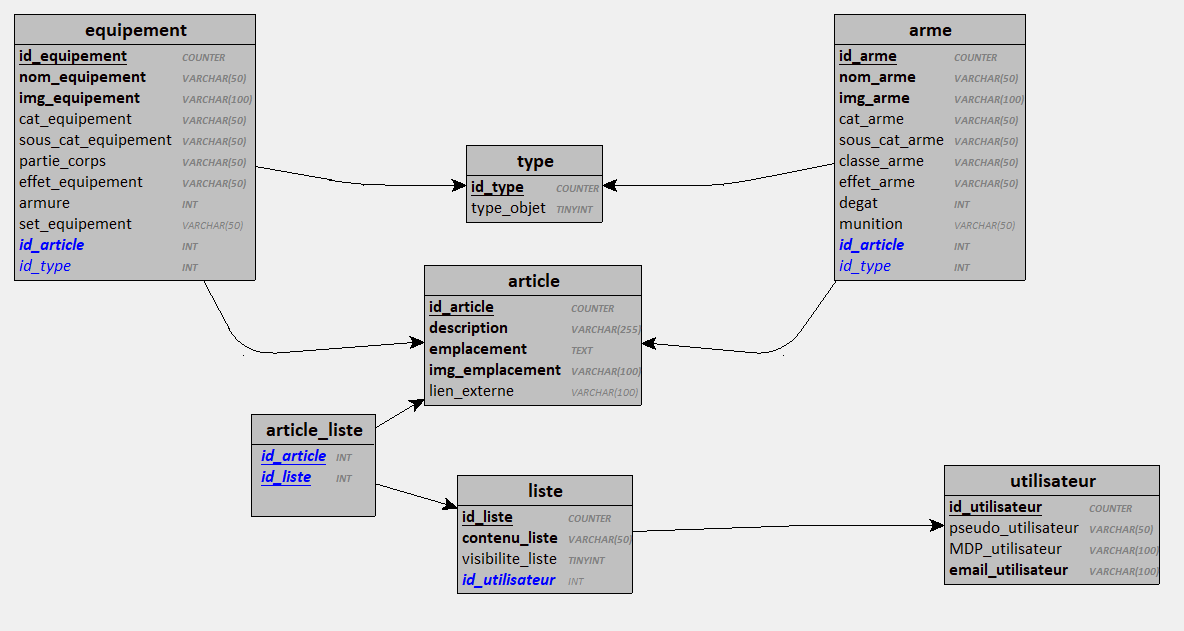 equipement
id_equipement COUNTER
nom_equipement VARCHAR(50)
img_equipement VARCHAR(100)
cat_equipement VARCHAR(50)
sous_cat_equipement VARCHAR(50)
partie_corps VARCHAR(50)
effet_equipement VARCHAR(50)
armure INT
set_equipement VARCHAR(50)
id_article INT
id_type INT
arme
id_arme COUNTER
nom_arme VARCHAR(50)
img_arme VARCHAR(100)
cat_arme VARCHAR(50)
sous_cat_arme VARCHAR(50)
classe_arme VARCHAR(50)
effet_arme VARCHAR(50)
degat INT
munition VARCHAR(50)
id_article INT
id_type INT
type
id_type COUNTER
type_objet TINYINT
article
id_article COUNTER
description VARCHAR(255)
emplacement TEXT
img_emplacement VARCHAR(100)
lien_externe VARCHAR(100)
article_liste
id_article INT
id_liste INT
liste
id_liste COUNTER
contenu_liste VARCHAR(50)
visibilite_liste TINYINT
id_utilisateur INT
utilisateur
id_utilisateur COUNTER
pseudo_utilisateur VARCHAR(50)
MDP_utilisateur VARCHAR(100)
email_utilisateur VARCHAR(100)